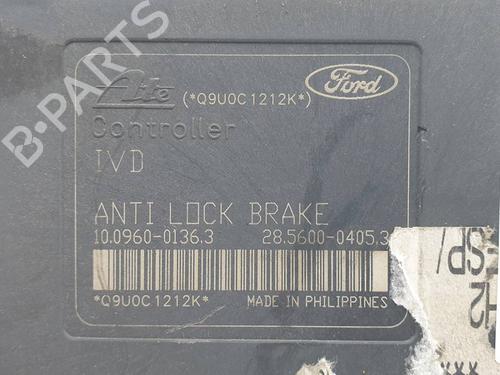 B-PARTS
Ate (*Q9U0C1212K*) Ford
Controller
IVD
ANTI LOCK BRAKE
10.0960-0136.3 28.5600-0405.3
*Q9U0C1212K* MADE IN PHILIPPINES
SP/